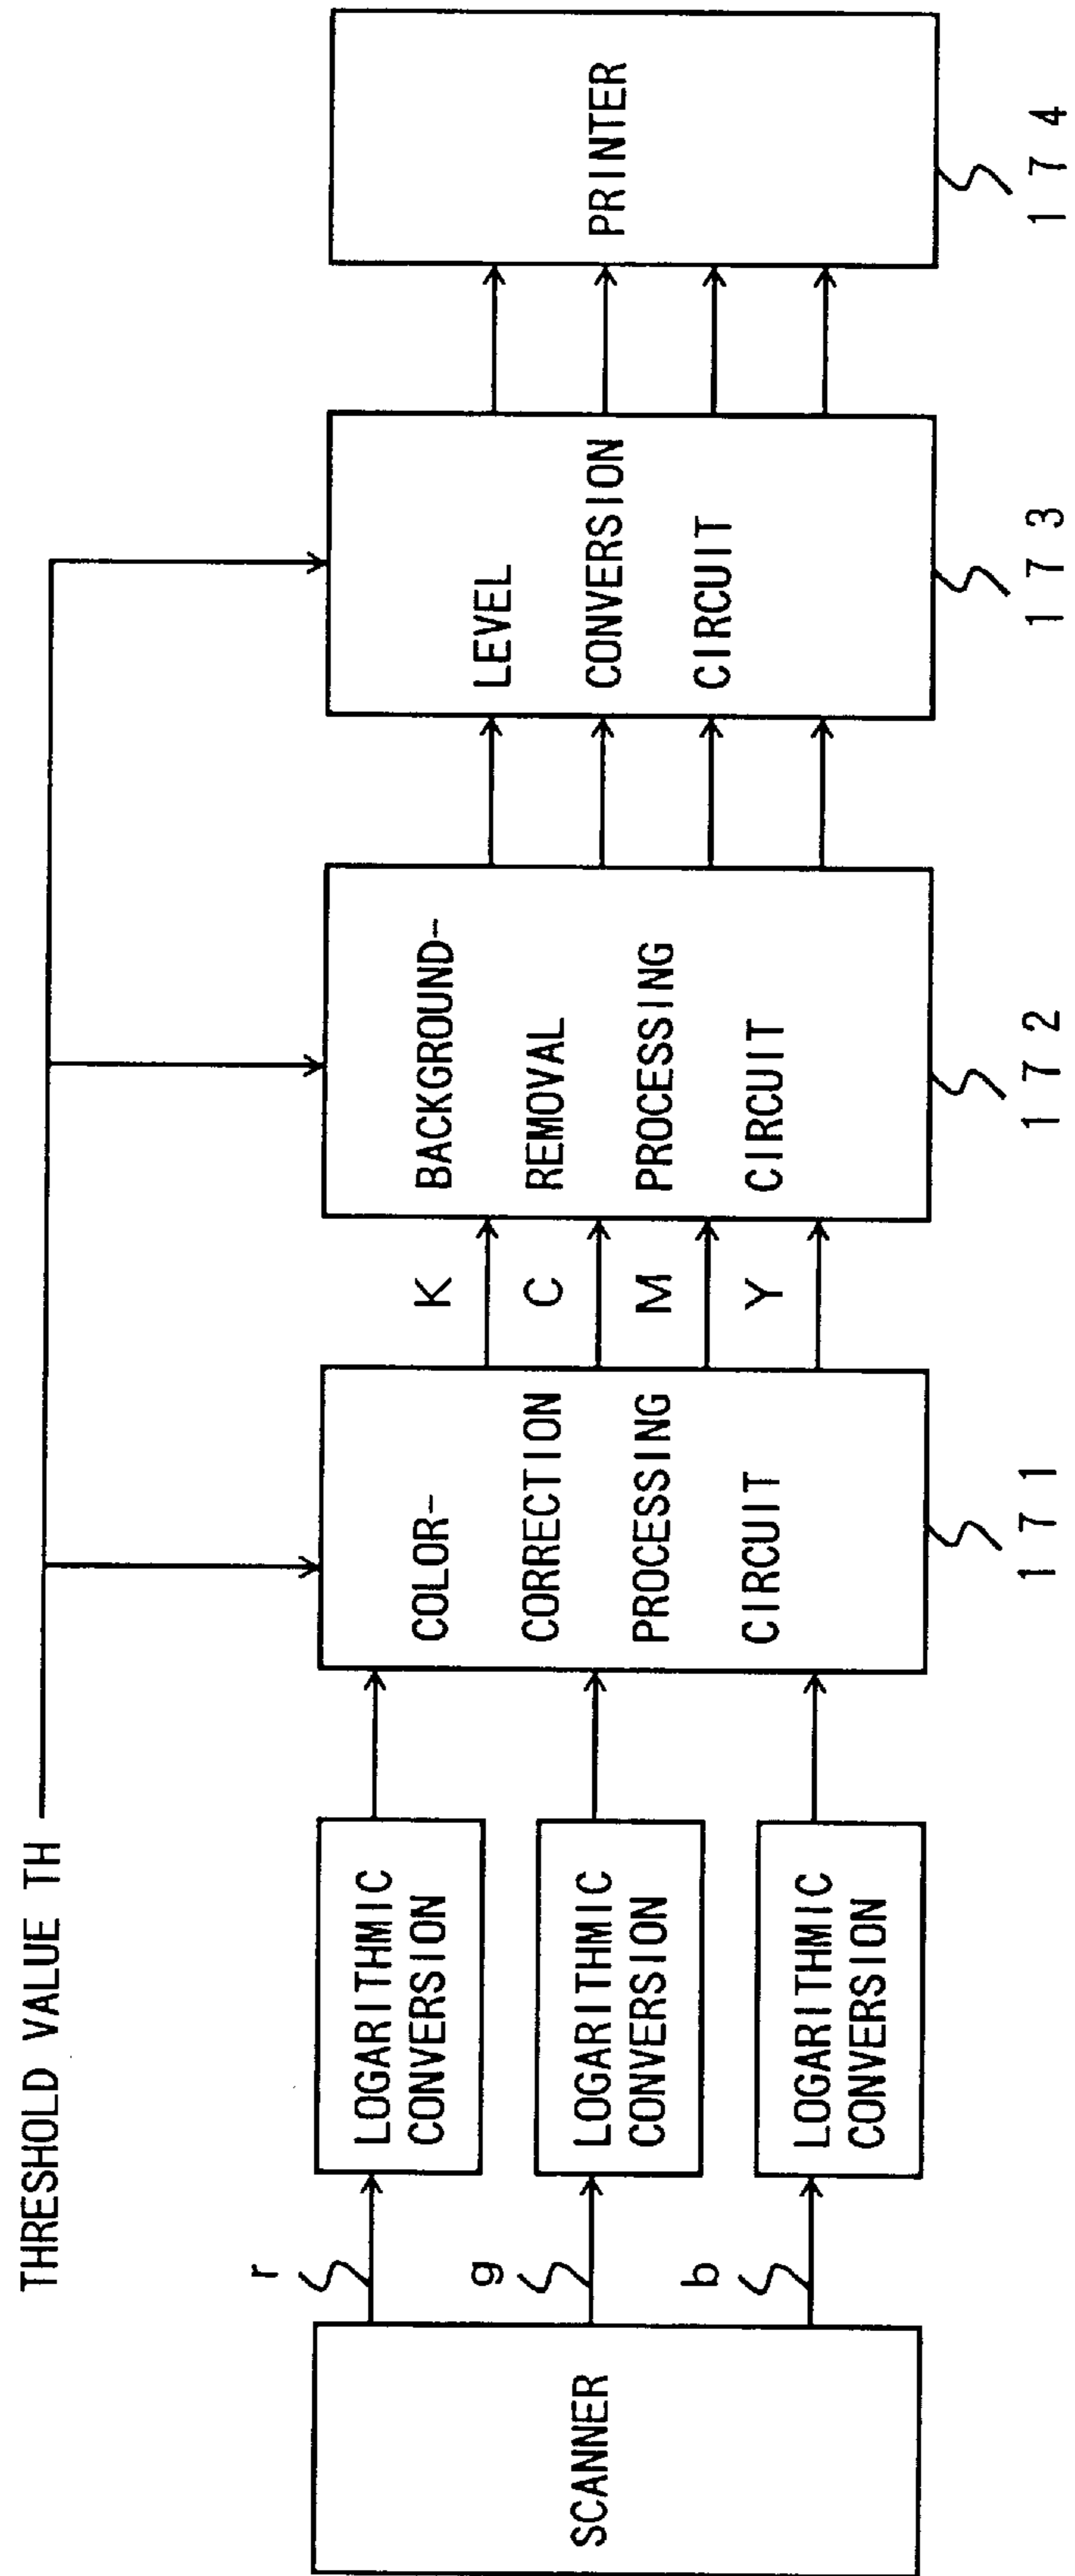 THRESHOLD VALUE TH
SCANNER
r
g
b
LOGARITHMIC
CONVERSION
LOGARITHMIC
CONVERSION
LOGARITHMIC
CONVERSION
COLOR-
CORRECTION
PROCESSING
CIRCUIT
171
K
C
M
Y
BACKGROUND-
REMOVAL
PROCESSING
CIRCUIT
172
LEVEL
CONVERSION
CIRCUIT
173
PRINTER
174